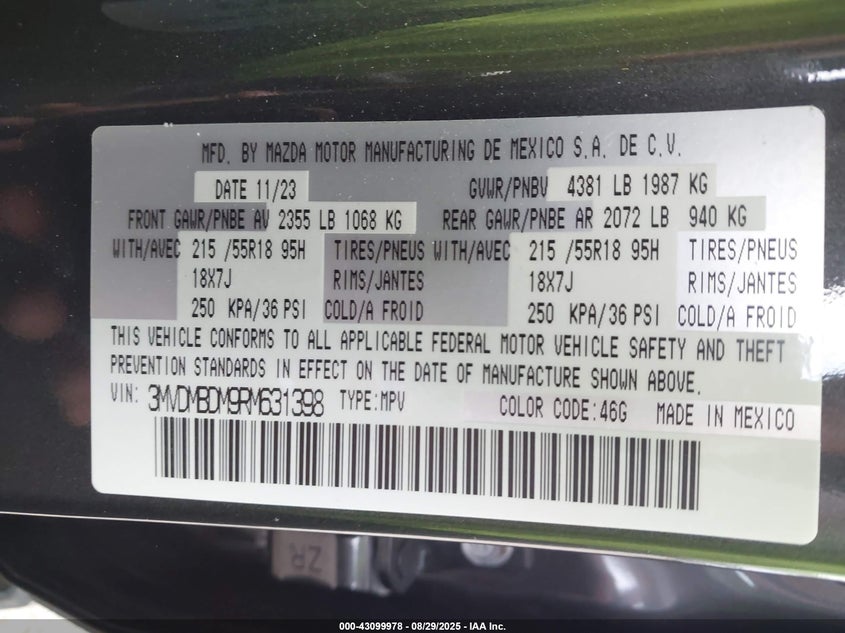 MFD. BY MAZDA MOTOR MANUFACTURING DE MEXICO S.A. DE C.V.
DATE 11/23 GVWR/PNBV 4381 LB 1987 KG
FRONT GAWR/PNBE AV 2355 LB 1068 KG REAR GAWR/PNBE AR 2072 LB 940 KG
WITH/AVEC 215 /55R18 95H TIRES/PNEUS WITH/AVEC 215 /55R18 95H TIRES/PNEUS
18X7J RIMS/JANTES 18X7J RIMS/JANTES
250 KPA/36 PSI COLD/A FROID 250 KPA/36 PSI COLD/A FROID
THIS VEHICLE CONFORMS TO ALL APPLICABLE FEDERAL MOTOR VEHICLE SAFETY AND THEFT
PREVENTION STANDARDS IN EFFECT ON THE DATE OF MANUFACTURE SHOWN ABOVE.
VIN: 3MVDMBDM9RM631398 TYPE:MPV COLOR CODE:46G MADE IN MEXICO
ZR
000-43099978 - 08/29/2025 - IAA Inc.